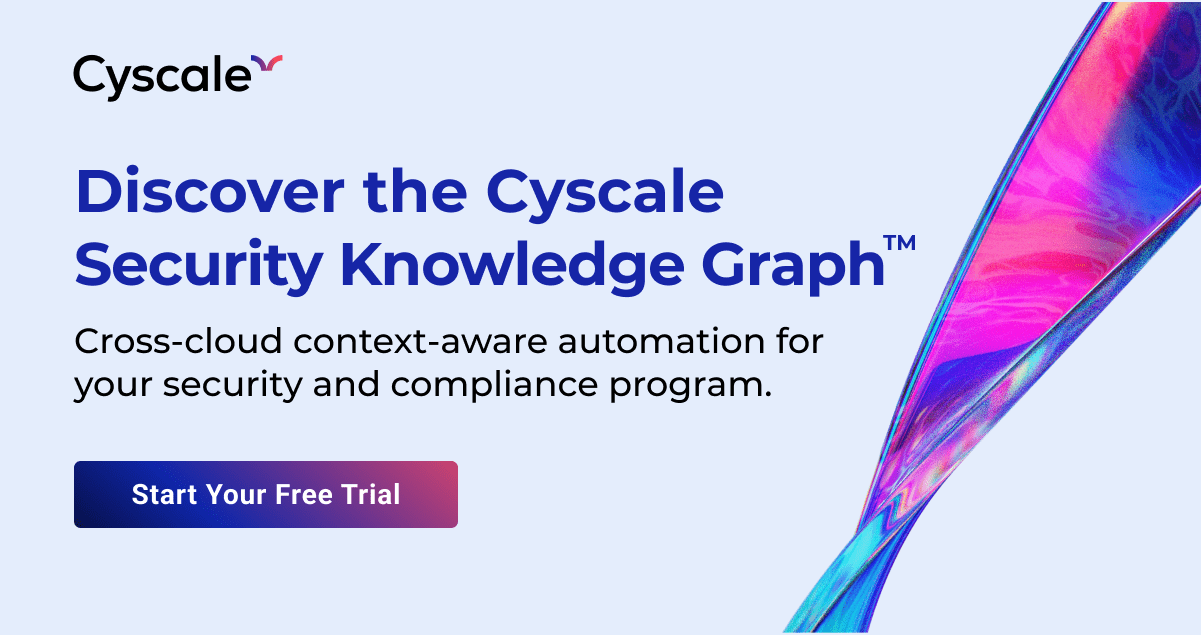 Cyscale
Discover the Cyscale
Security Knowledge Graph™
Cross-cloud context-aware automation for
your security and compliance program.
Start Your Free Trial